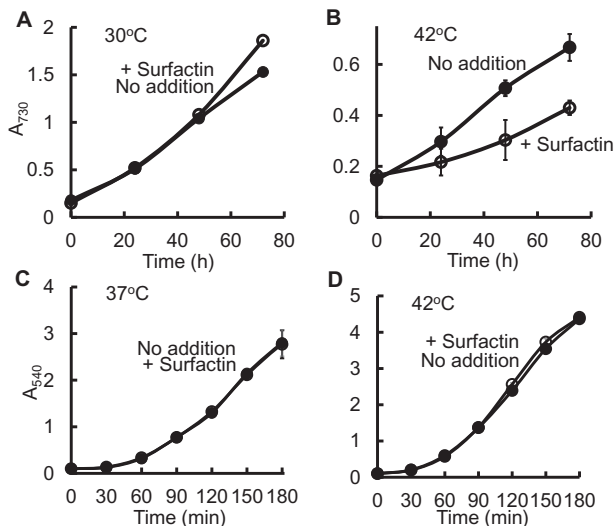 A
30°C
2
1.5
1
0.5
0
A730
+ Surfactin
No addition
0 20 40 60 80
Time (h)
B
42°C
0.6
0.4
0.2
0
No addition
+ Surfactin
0 20 40 60 80
Time (h)
C
37°C
5
4
3
2
1
0
A540
No addition
+ Surfactin
0 30 60 90 120 150 180
Time (min)
D
42°C
5
4
3
2
1
0
+ Surfactin
No addition
0 30 60 90 120 150 180
Time (min)